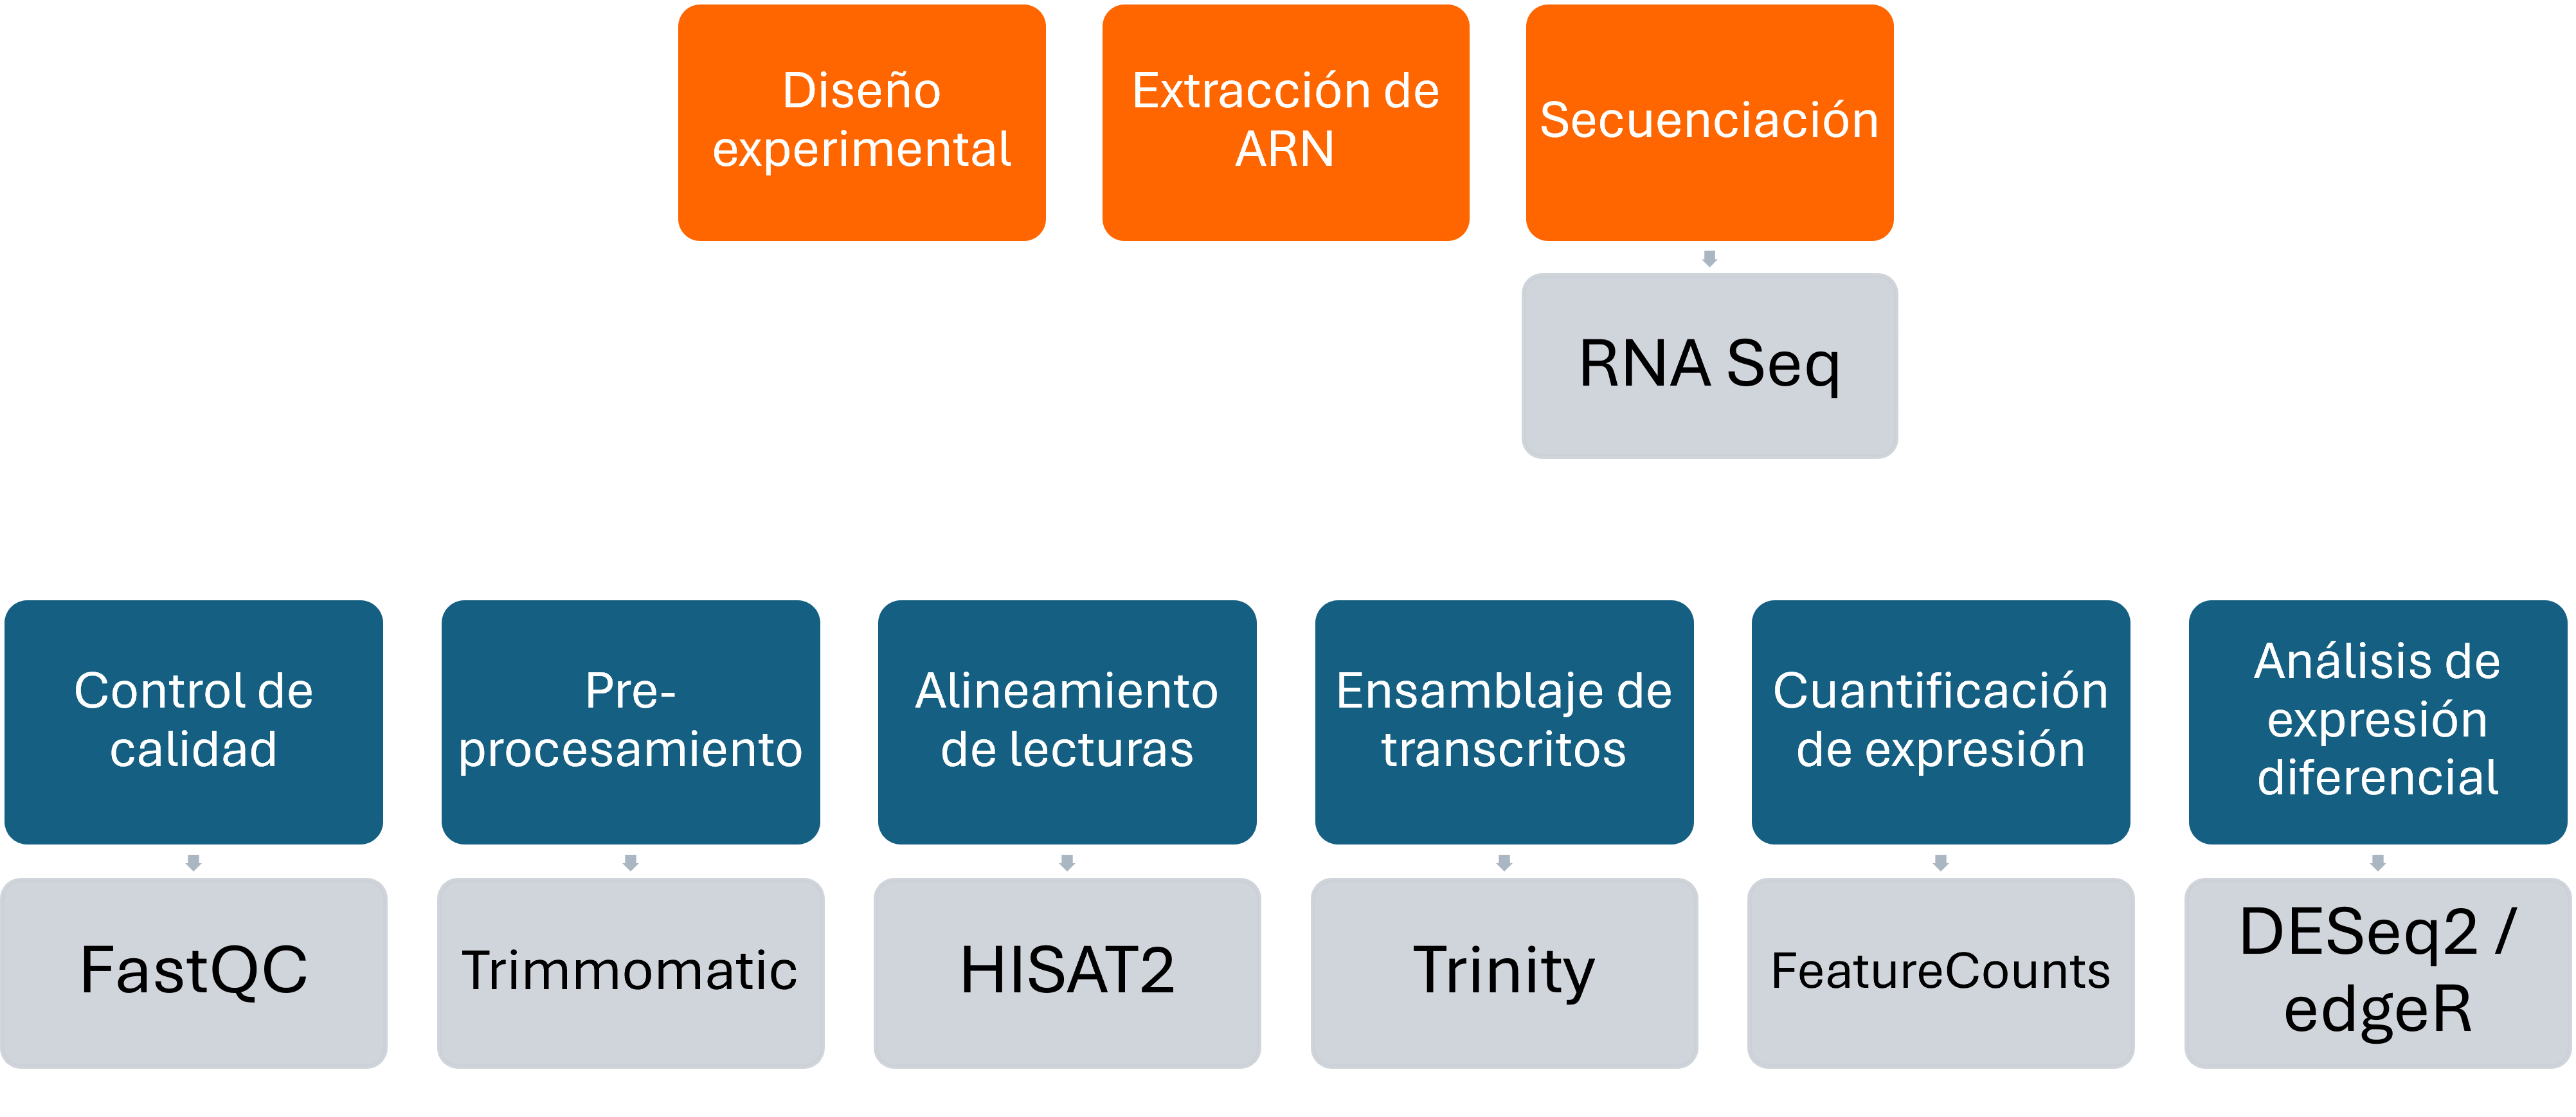 Diseño
experimental
Extracción de
ARN
Secuenciación
RNA Seq
Control de
calidad
Pre-
procesamiento
Alineamiento
de lecturas
Ensamblaje de
transcritos
Cuantificación
de expresión
Análisis de
expresión
diferencial
FastQC
Trimmomatic
HISAT2
Trinity
FeatureCounts
DESeq2 /
edgeR